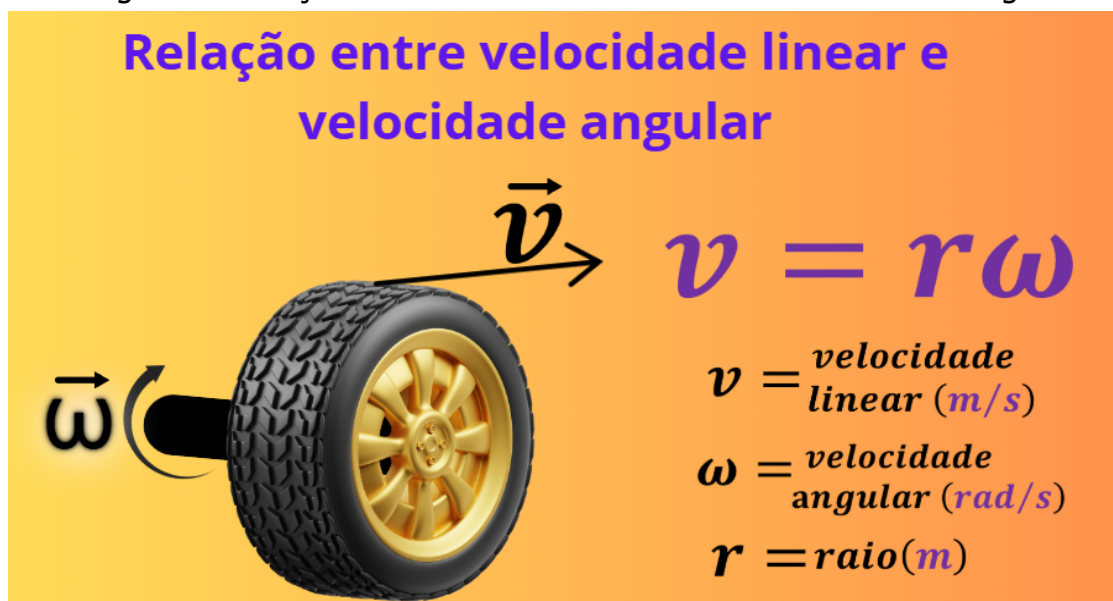 Relação entre velocidade linear e
velocidade angular
v⃗
v = rω
ω⃗
v = velocidade
linear (m/s)
ω = velocidade
angular (rad/s)
r = raio(m)